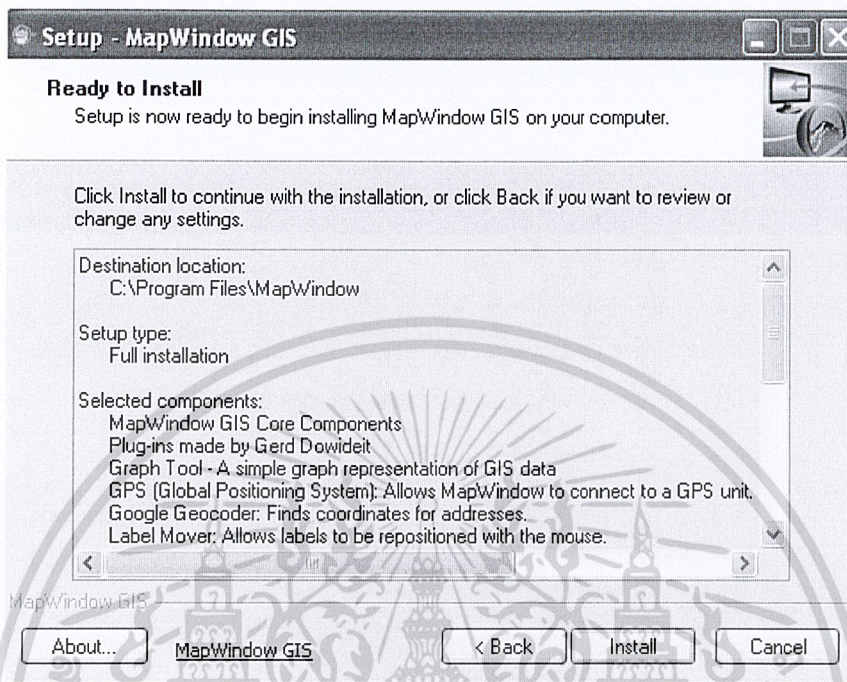 Setup - MapWindow GIS
Ready to Install
Setup is now ready to begin installing MapWindow GIS on your computer.
Click Install to continue with the installation, or click Back if you want to review or
change any settings.
Destination location:
C:\Program Files\MapWindow
Setup type:
Full installation
Selected components:
MapWindow GIS Core Components
Plug-ins made by Gerd Dowideit
Graph Tool - A simple graph representation of GIS data
GPS (Global Positioning System): Allows MapWindow to connect to a GPS unit.
Google Geocoder: Finds coordinates for addresses.
Label Mover: Allows labels to be repositioned with the mouse.
MapWindow GIS
About...
MapWindow GIS
< Back
Install
Cancel